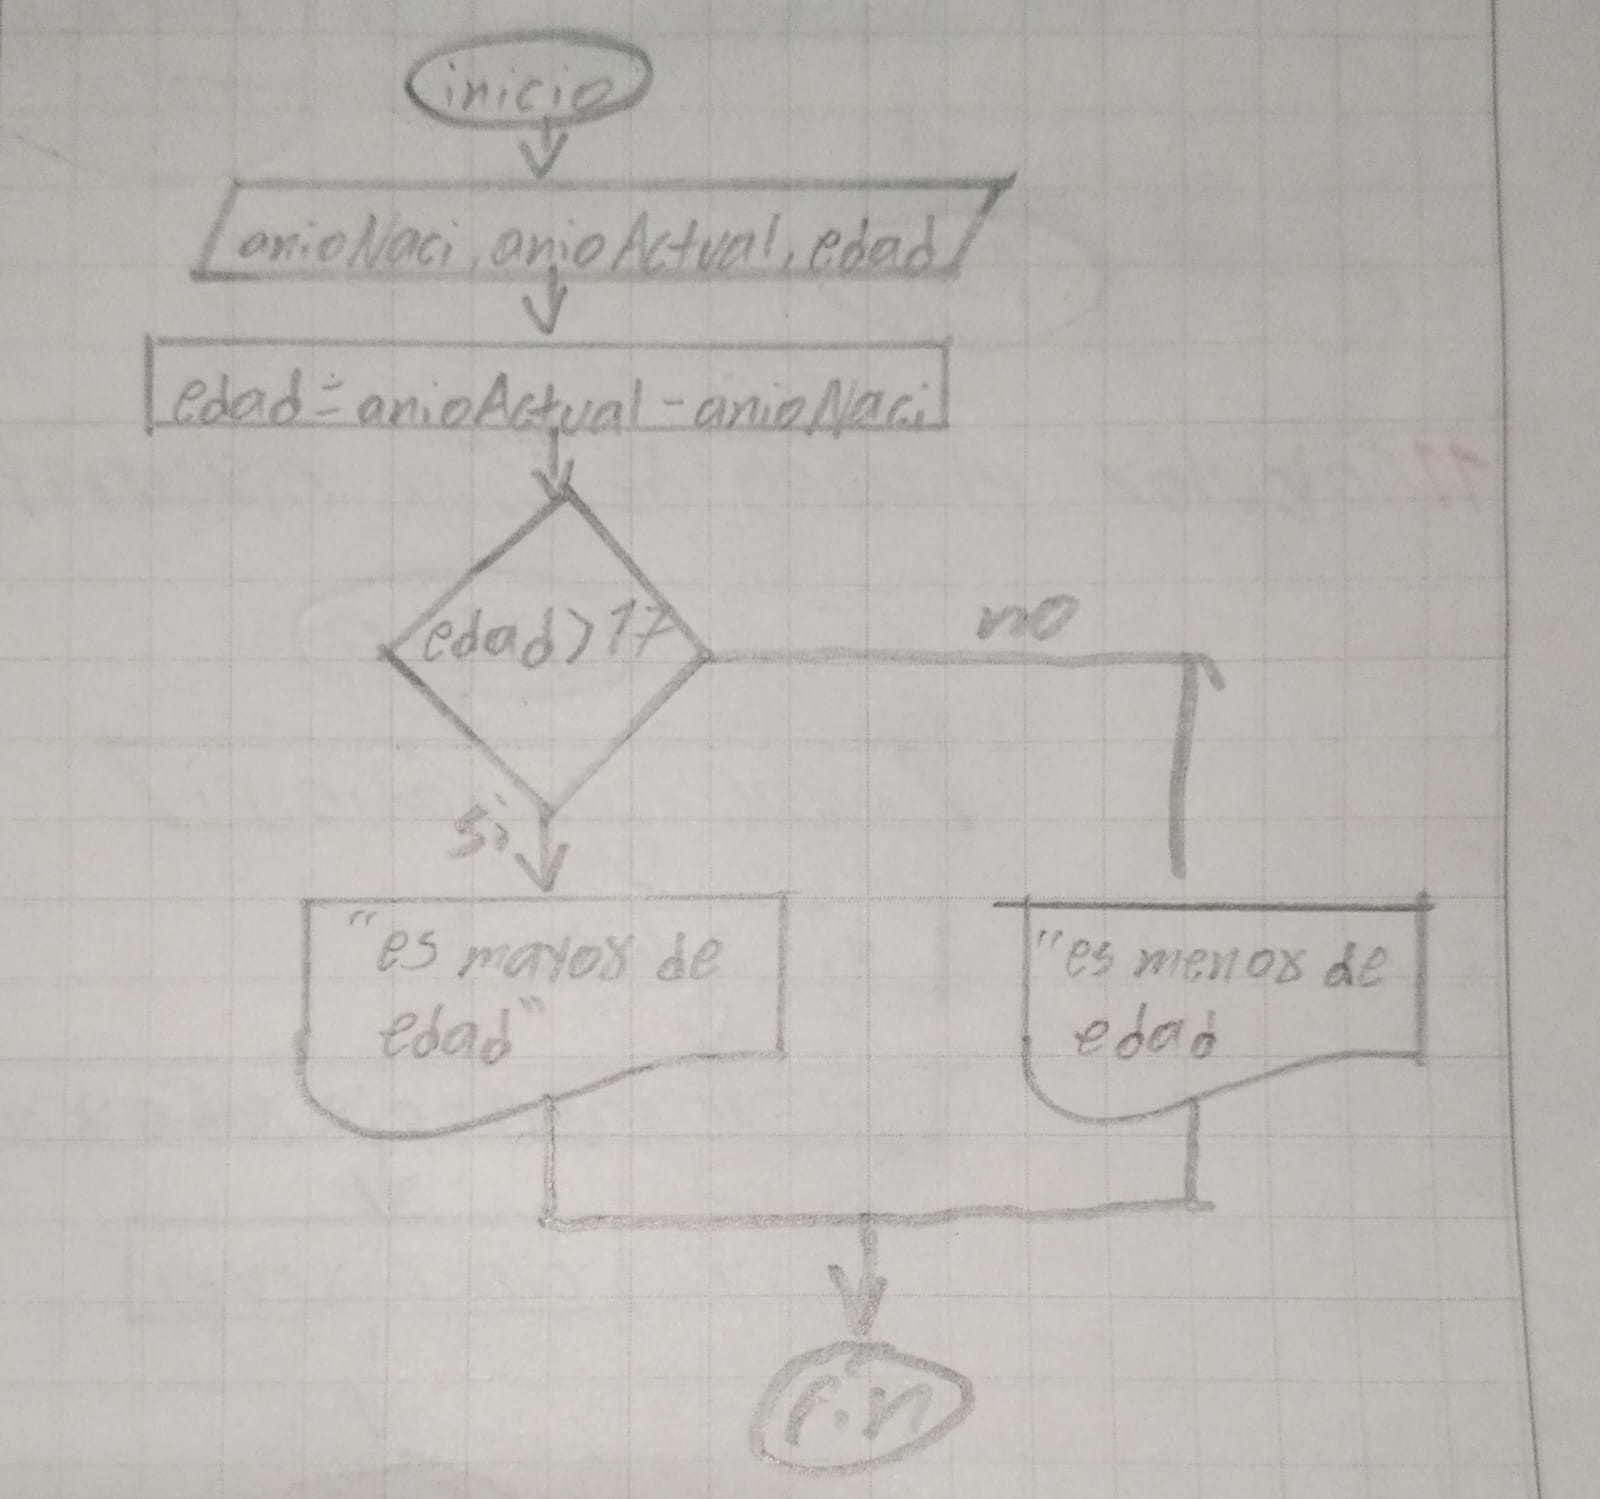 inicio
anioNaci, anioActual, edad
edad = anioActual - anioNaci
edad > 17
no
si
"es mayor de
edad"
"es menor de
edad
fin